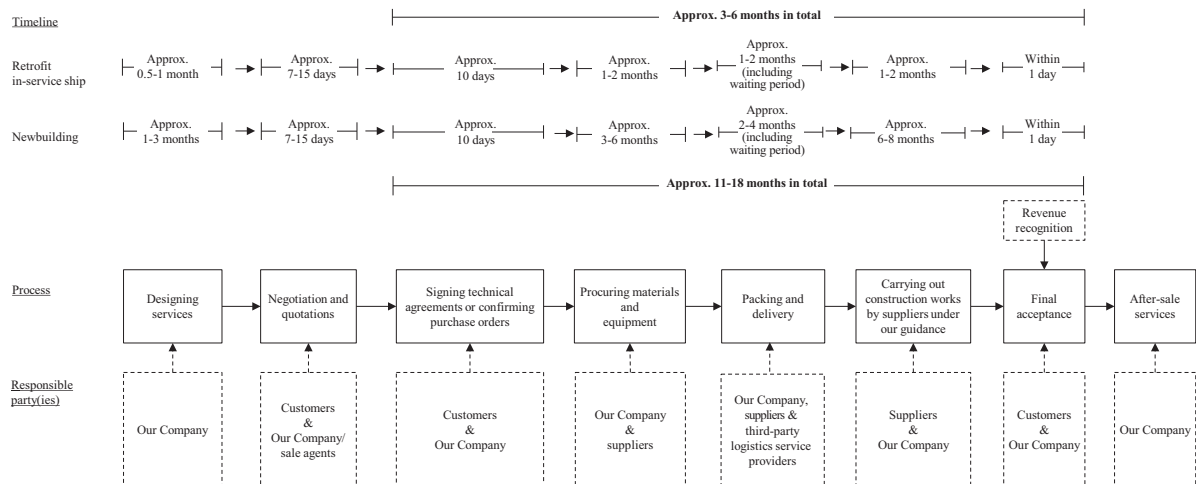 Timeline
Approx. 3-6 months in total
Retrofit
in-service ship
Approx.
0.5-1 month
Approx.
7-15 days
Approx.
10 days
Approx.
1-2 months
Approx.
1-2 months
(including
waiting period)
Approx.
1-2 months
Within
1 day
Newbuilding
Approx.
1-3 months
Approx.
7-15 days
Approx.
10 days
Approx.
3-6 months
Approx.
2-4 months
(including
waiting period)
Approx.
6-8 months
Within
1 day
Approx. 11-18 months in total
Revenue
recognition
Process
Designing
services
Negotiation and
quotations
Signing technical
agreements or confirming
purchase orders
Procuring materials
and
equipment
Packing and
delivery
Carrying out
construction works
by suppliers under
our guidance
Final
acceptance
After-sale
services
Responsible
party(ies)
Our Company
Customers
&
Our Company/
sale agents
Customers
&
Our Company
Our Company
&
suppliers
Our Company,
suppliers &
third-party
logistics service
providers
Suppliers
&
Our Company
Customers
&
Our Company
Our Company